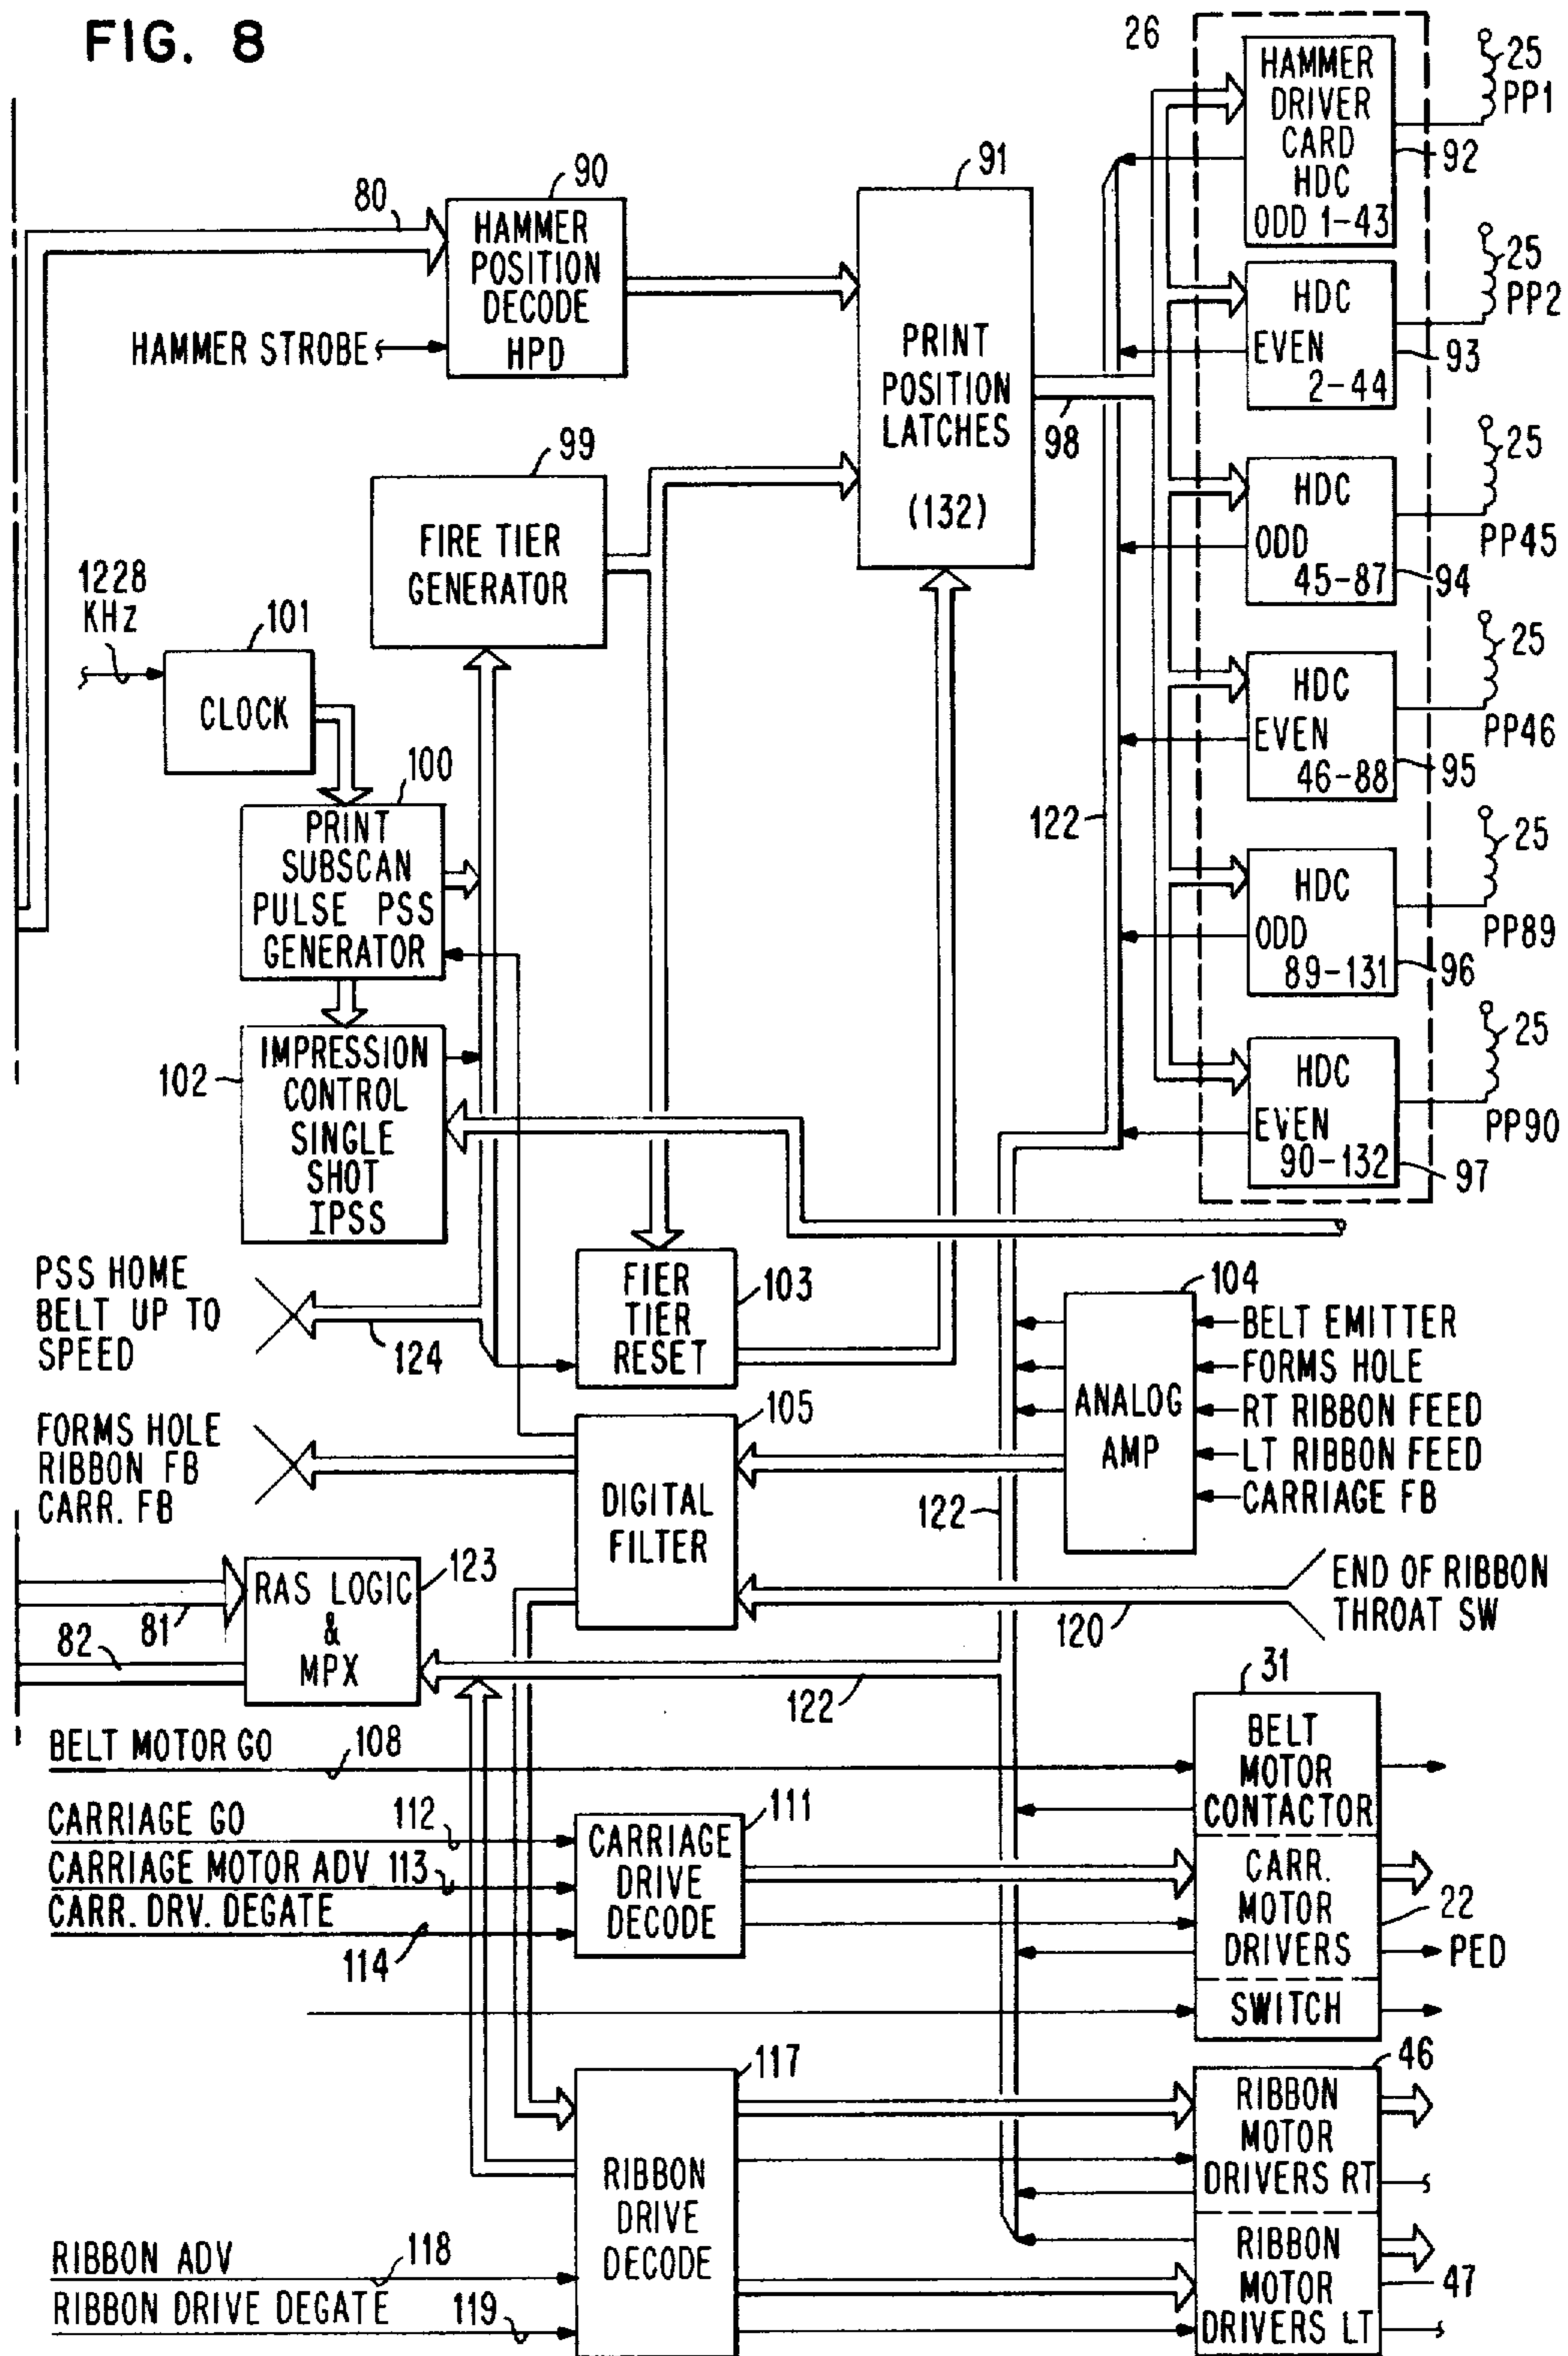 FIG. 8
26
HAMMER
DRIVER
CARD
HDC
ODD 1-43
92
25
PP1
80
90
HAMMER
POSITION
DECODE
HPD
HAMMER STROBE
91
PRINT
POSITION
LATCHES
(132)
98
HDC
EVEN
2-44
93
25
PP2
HDC
ODD
45-87
94
25
PP45
HDC
EVEN
46-88
95
25
PP46
HDC
ODD
89-131
96
25
PP89
HDC
EVEN
90-132
97
25
PP90
122
99
FIRE TIER
GENERATOR
1228
KHz
101
CLOCK
100
PRINT
SUBSCAN
PULSE PSS
GENERATOR
102
IMPRESSION
CONTROL
SINGLE
SHOT
IPSS
PSS HOME
BELT UP TO
SPEED
124
FIER
TIER
RESET
103
104
ANALOG
AMP
BELT EMITTER
FORMS HOLE
RT RIBBON FEED
LT RIBBON FEED
CARRIAGE FB
FORMS HOLE
RIBBON FB
CARR. FB
105
DIGITAL
FILTER
122
END OF RIBBON
THROAT SW
120
81
82
RAS LOGIC
&
MPX
123
122
BELT MOTOR GO
108
31
BELT
MOTOR
CONTACTOR
CARR.
MOTOR
DRIVERS
22
PED
SWITCH
CARRIAGE GO
112
CARRIAGE MOTOR ADV
113
CARR. DRV. DEGATE
114
111
CARRIAGE
DRIVE
DECODE
117
RIBBON
DRIVE
DECODE
RIBBON ADV
118
RIBBON DRIVE DEGATE
119
46
RIBBON
MOTOR
DRIVERS RT
RIBBON
MOTOR
DRIVERS LT
47